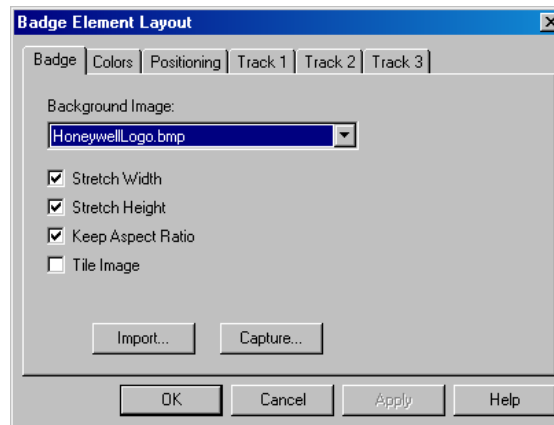 Badge Element Layout
Badge Colors Positioning Track 1 Track 2 Track 3
Background Image:
HoneywellLogo.bmp
Stretch Width
Stretch Height
Keep Aspect Ratio
Tile Image
Import... Capture...
OK Cancel Apply Help